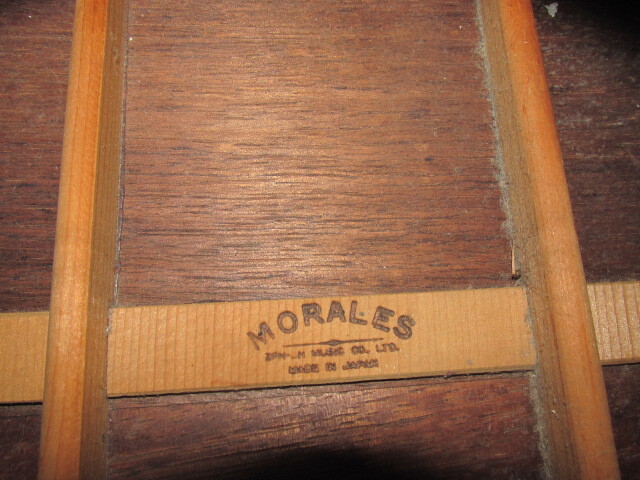 MORALES
MUSIC CO., LTD.
MADE IN JAPAN